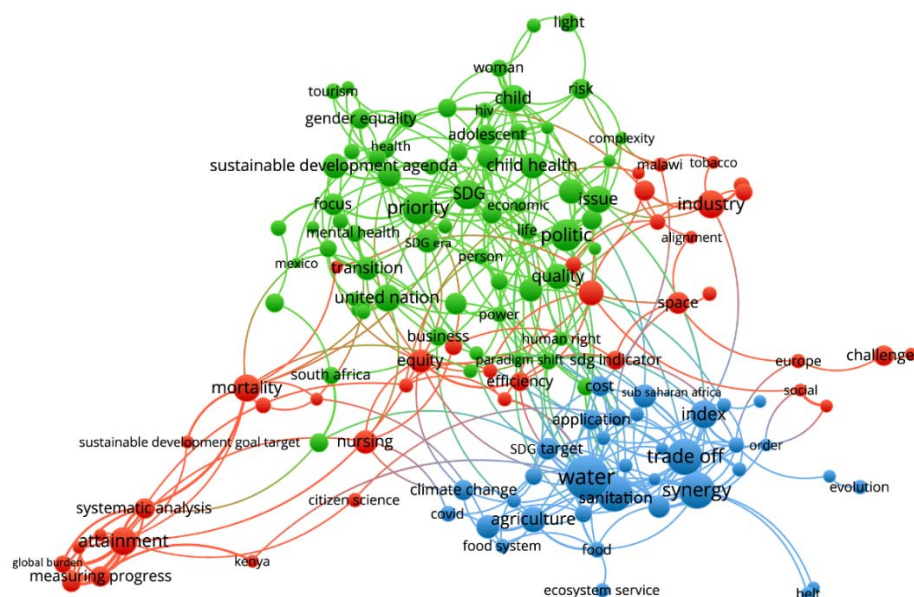 light
woman
tourism
child
risk
gender equality
hiv
adolescent
complexity
health
sustainable development agenda
child health
malawi
tobacco
SDG
issue
industry
focus
priority
economic
mental health
life
politic
alignment
SDG era
mexico
transition
person
quality
united nation
space
power
business
human right
equity
paradigm shift
sdg indicator
europe
challenge
south africa
efficiency
mortality
cost
sub saharan africa
social
application
index
sustainable development goal target
nursing
SDG target
trade off
order
water
climate change
sanitation
synergy
evolution
citizen science
systematic analysis
covid
agriculture
attainment
food system
food
global burden
kenya
measuring progress
ecosystem service
belt